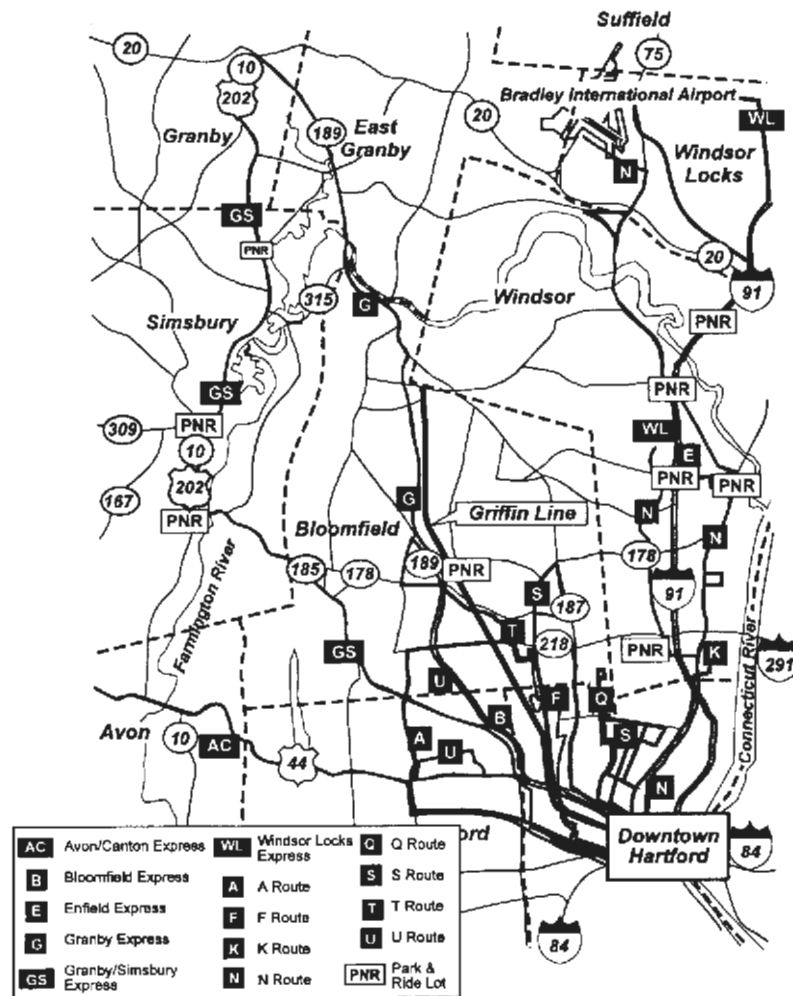 Suffield
20
10
75
202
Bradley International Airport
WL
Granby
189
East
Granby
20
Windsor
Locks
N
GS
PNR
20
91
315
G
Windsor
PNR
Simsbury
GS
PNR
309
PNR
10
WL
E
167
202
PNR
PNR
G
Griffin Line
N
PNR
Bloomfield
N
185
178
189
PNR
178
S
91
187
Farmington River
T
218
GS
PNR
K
291
U
Connecticut River
B
F
Q
Avon
10
AC
A
U
S
44
N
Downtown
Hartford
84
ord
84
AC Avon/Canton Express
B Bloomfield Express
E Enfield Express
G Granby Express
GS Granby/Simsbury
Express
WL Windsor Locks
Express
A A Route
F F Route
K K Route
N N Route
Q Q Route
S S Route
T T Route
U U Route
PNR Park &
Ride Lot